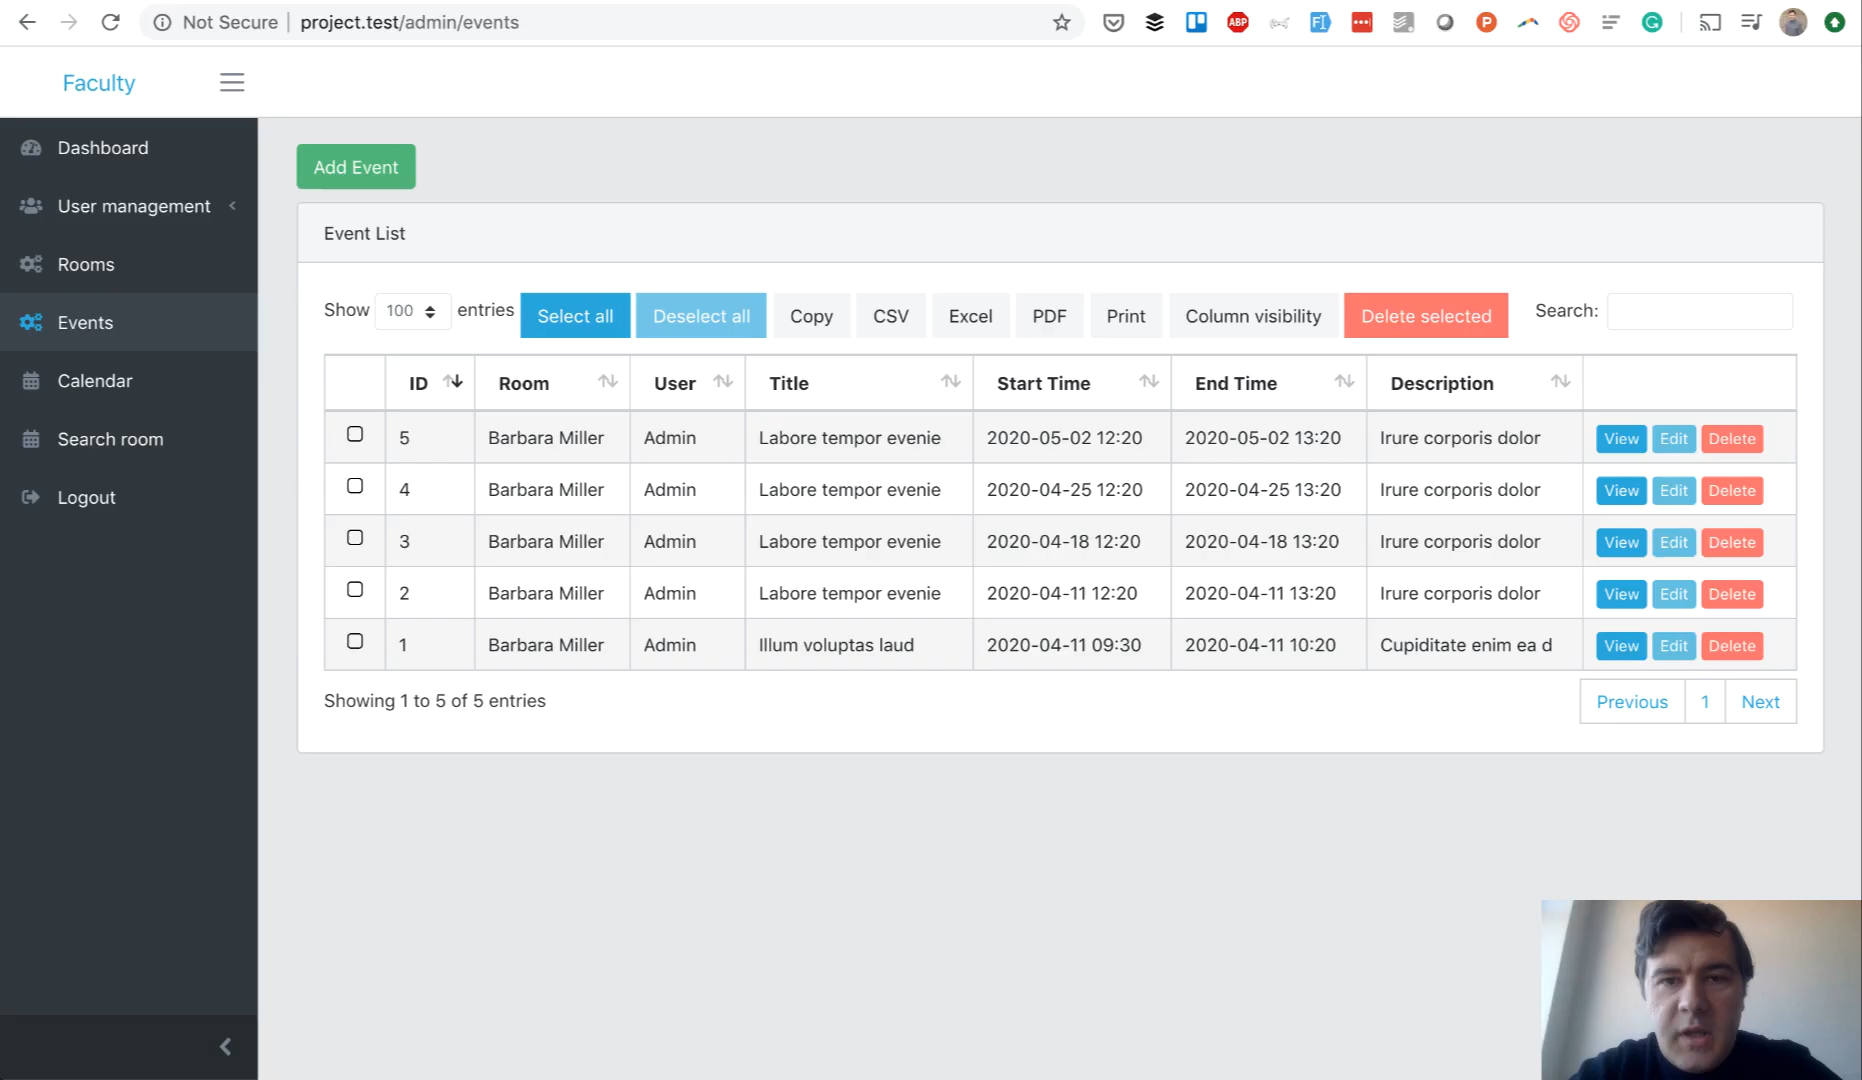 Not Secure | project.test/admin/events
ABP
P
G
Faculty
Dashboard
User management
Rooms
Events
Calendar
Search room
Logout
Add Event
Event List
Show 100 entries Select all Deselect all Copy CSV Excel PDF Print Column visibility Delete selected Search:
ID Room User Title Start Time End Time Description
5 Barbara Miller Admin Labore tempor evenie 2020-05-02 12:20 2020-05-02 13:20 Irure corporis dolor View Edit Delete
4 Barbara Miller Admin Labore tempor evenie 2020-04-25 12:20 2020-04-25 13:20 Irure corporis dolor View Edit Delete
3 Barbara Miller Admin Labore tempor evenie 2020-04-18 12:20 2020-04-18 13:20 Irure corporis dolor View Edit Delete
2 Barbara Miller Admin Labore tempor evenie 2020-04-11 12:20 2020-04-11 13:20 Irure corporis dolor View Edit Delete
1 Barbara Miller Admin Illum voluptas laud 2020-04-11 09:30 2020-04-11 10:20 Cupiditate enim ea d View Edit Delete
Showing 1 to 5 of 5 entries
Previous 1 Next